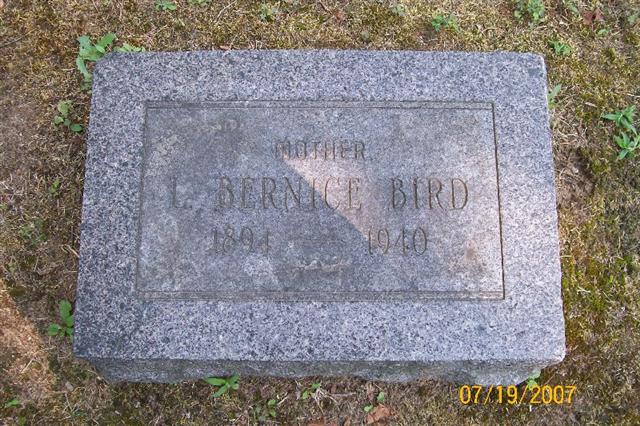 MOTHER
L. BERNICE BIRD
1894 — 1940
07/19/2007